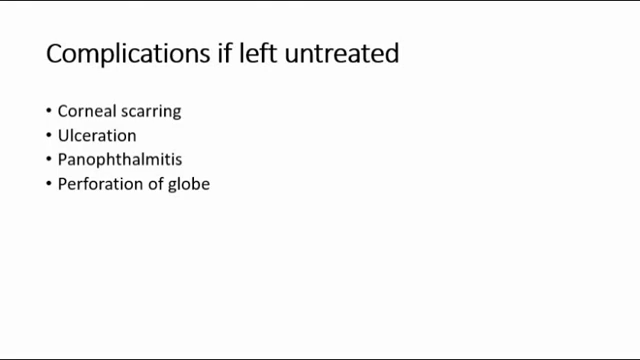 Complications if left untreated
• Corneal scarring
• Ulceration
• Panophthalmitis
• Perforation of globe